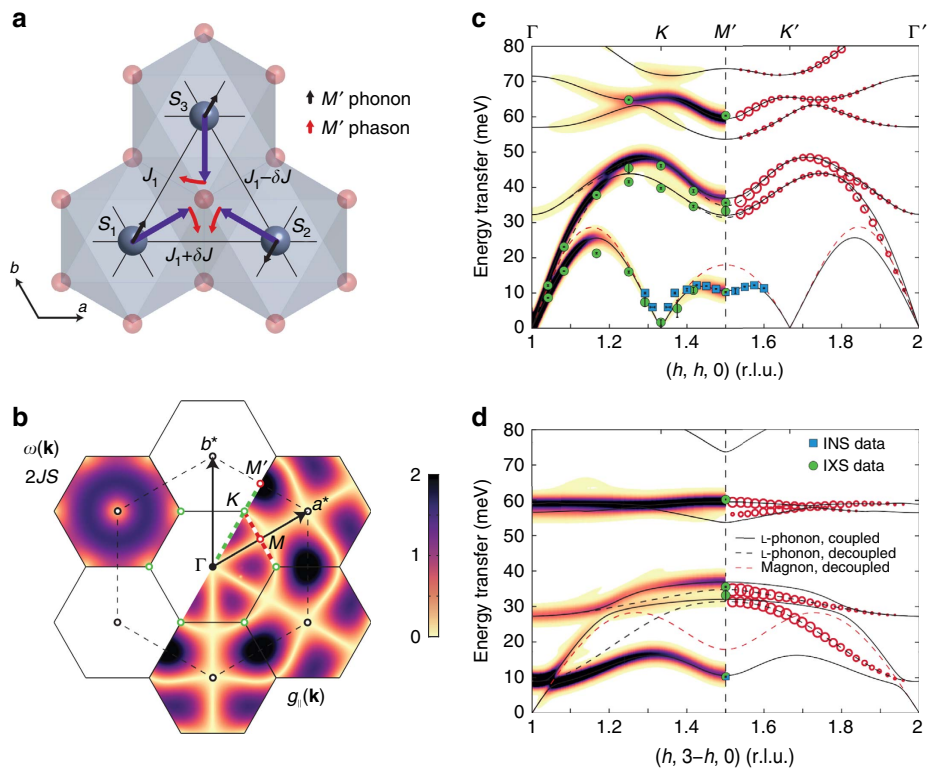 a
S₃
M′ phonon
M′ phason
J₁
J₁−δJ
S₁
S₂
J₁+δJ
b
a
b
ω(k)
2JS
b*
M′
a*
K
M
Γ
g∥(k)
2
1
0
c
Γ K M′ K′ Γ′
80
70
60
50
40
30
20
10
0
Energy transfer (meV)
1 1.2 1.4 1.6 1.8 2
(h, h, 0) (r.l.u.)
d
80
70
60
50
40
30
20
10
0
Energy transfer (meV)
INS data
IXS data
L-phonon, coupled
L-phonon, decoupled
Magnon, decoupled
1 1.2 1.4 1.6 1.8 2
(h, 3−h, 0) (r.l.u.)